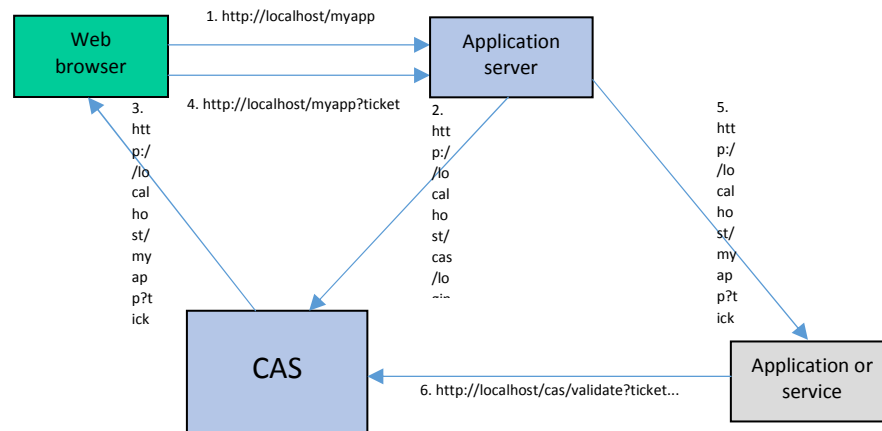 1. http://localhost/myapp
Web
browser
Application
server
4. http://localhost/myapp?ticket
3.
htt
p:/
/lo
cal
ho
st/
my
ap
p?t
ick
2.
htt
p:/
/lo
cal
ho
st/
cas
/lo
5.
htt
p:/
/lo
cal
ho
st/
my
ap
p?t
ick
CAS
Application or
service
6. http://localhost/cas/validate?ticket...